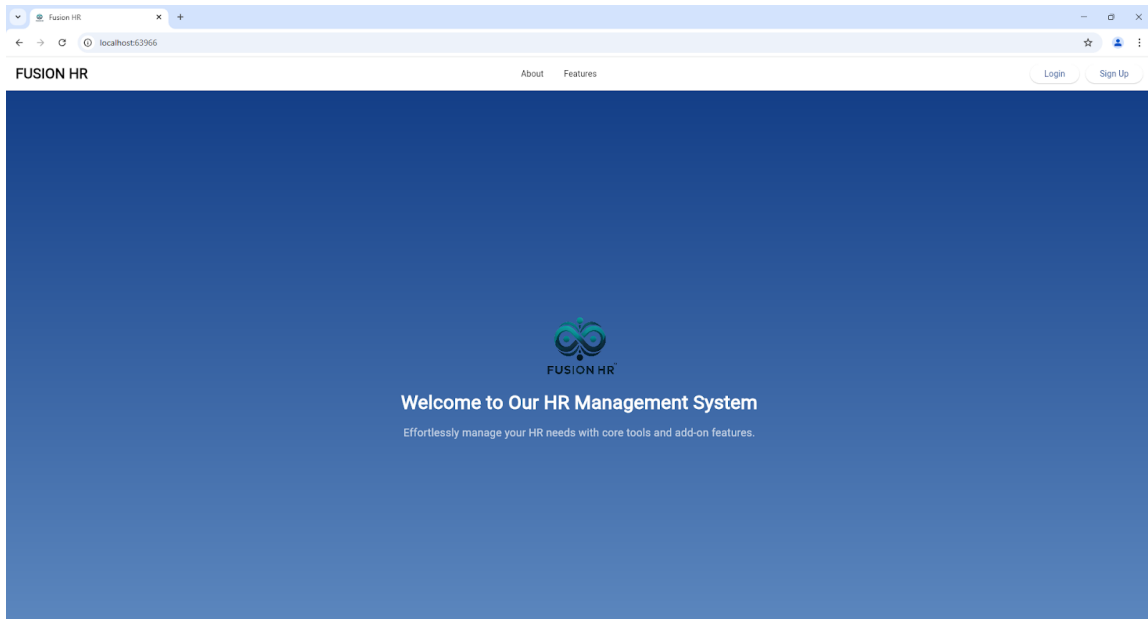 Fusion HR
localhost:63966
FUSION HR
About
Features
Login
Sign Up
FUSION HR
Welcome to Our HR Management System
Effortlessly manage your HR needs with core tools and add-on features.